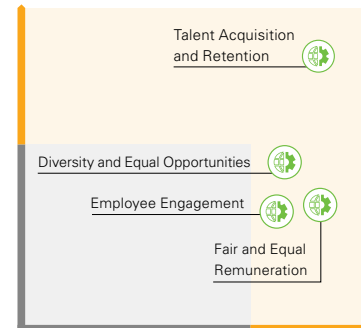 Talent Acquisition
and Retention
Diversity and Equal Opportunities
Employee Engagement
Fair and Equal
Remuneration